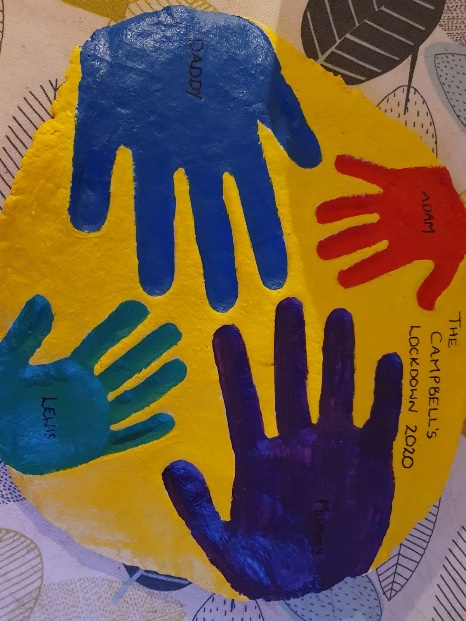 DADDY
ADAM
THE
CAMPBELL'S
LOCKDOWN 2020
LEWIS
MUMMY